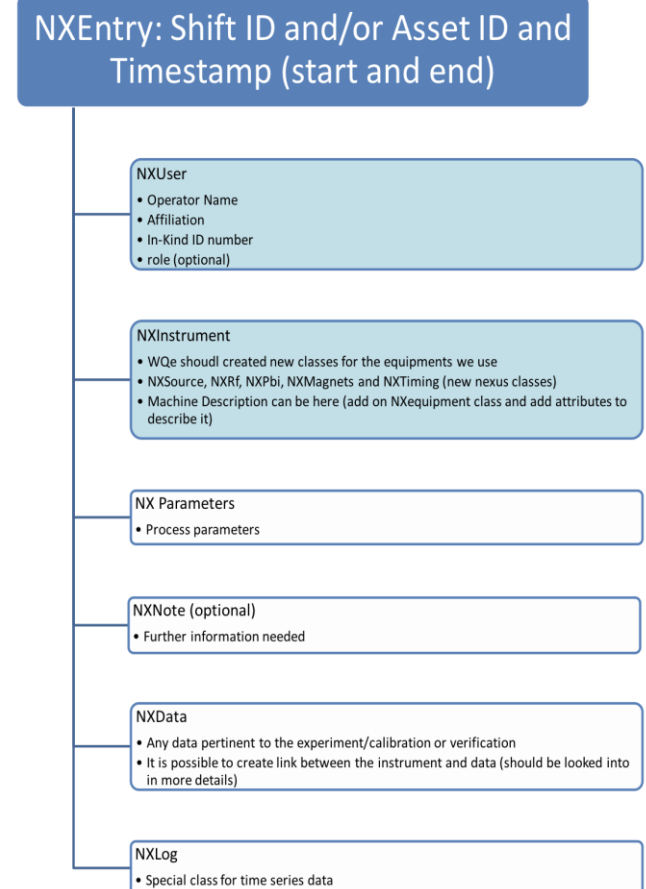 NXEntry: Shift ID and/or Asset ID and
Timestamp (start and end)
NXUser
• Operator Name
• Affiliation
• In-Kind ID number
• role (optional)
NXInstrument
• WQe shoudl created new classes for the equipments we use
• NXSource, NXRf, NXPbi, NXMagnets and NXTiming (new nexus classes)
• Machine Description can be here (add on NXequipment class and add attributes to
describe it)
NX Parameters
• Process parameters
NXNote (optional)
• Further information needed
NXData
• Any data pertinent to the experiment/calibration or verification
• It is possible to create link between the instrument and data (should be looked into
in more details)
NXLog
• Special class for time series data